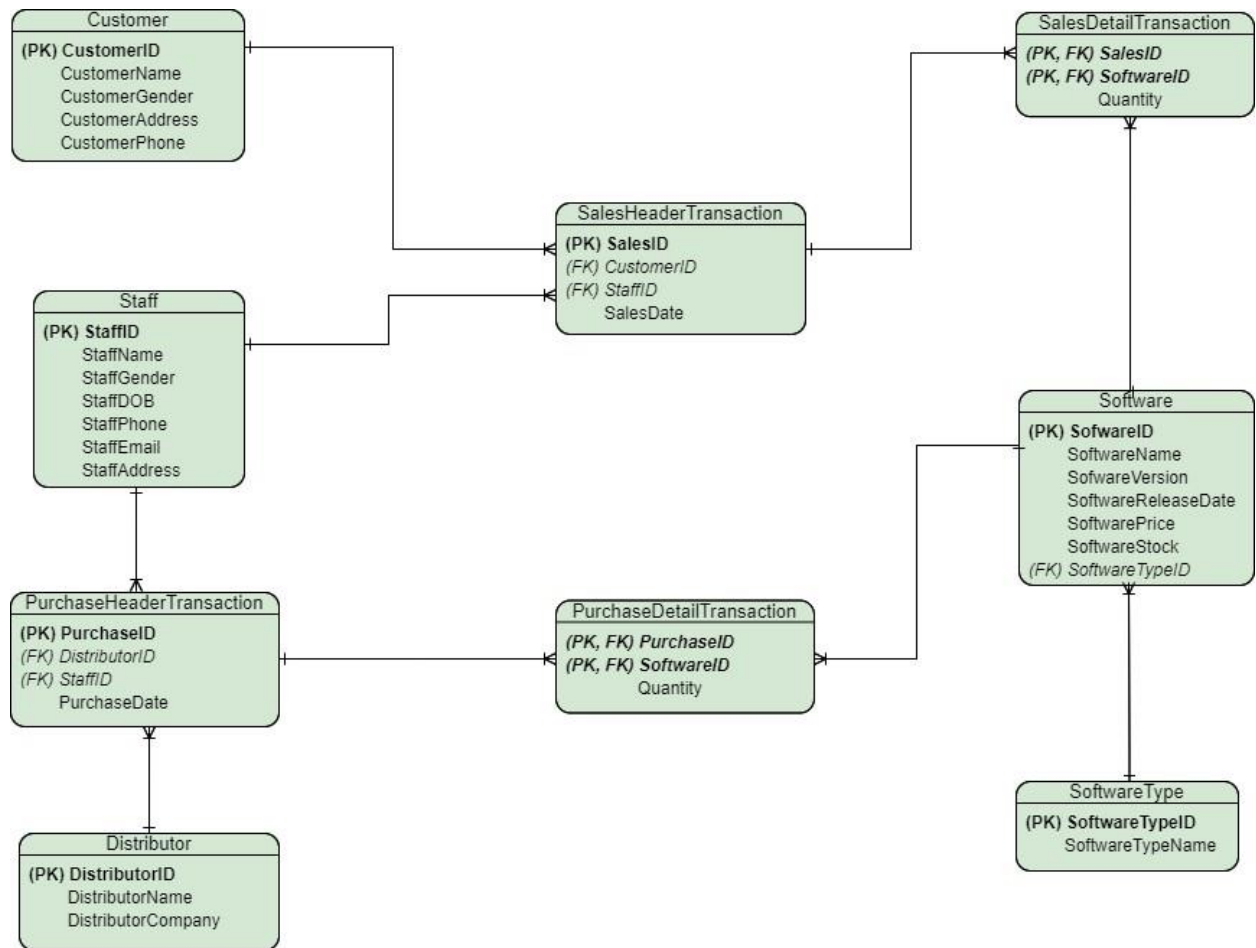 Customer
(PK) CustomerID
CustomerName
CustomerGender
CustomerAddress
CustomerPhone
SalesDetailTransaction
(PK, FK) SalesID
(PK, FK) SoftwareID
Quantity
SalesHeaderTransaction
(PK) SalesID
(FK) CustomerID
(FK) StaffID
SalesDate
Staff
(PK) StaffID
StaffName
StaffGender
StaffDOB
StaffPhone
StaffEmail
StaffAddress
Software
(PK) SofwareID
SoftwareName
SofwareVersion
SoftwareReleaseDate
SoftwarePrice
SoftwareStock
(FK) SoftwareTypeID
PurchaseHeaderTransaction
(PK) PurchaseID
(FK) DistributorID
(FK) StaffID
PurchaseDate
PurchaseDetailTransaction
(PK, FK) PurchaseID
(PK, FK) SoftwareID
Quantity
SoftwareType
(PK) SoftwareTypeID
SoftwareTypeName
Distributor
(PK) DistributorID
DistributorName
DistributorCompany